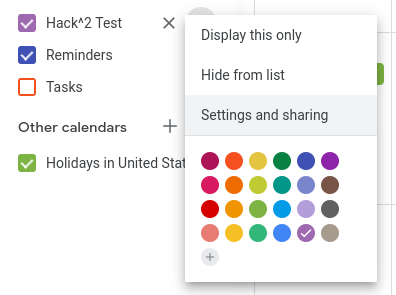 Hack^2 Test
Reminders
Tasks
Other calendars
Holidays in United Stat
Display this only
Hide from list
Settings and sharing